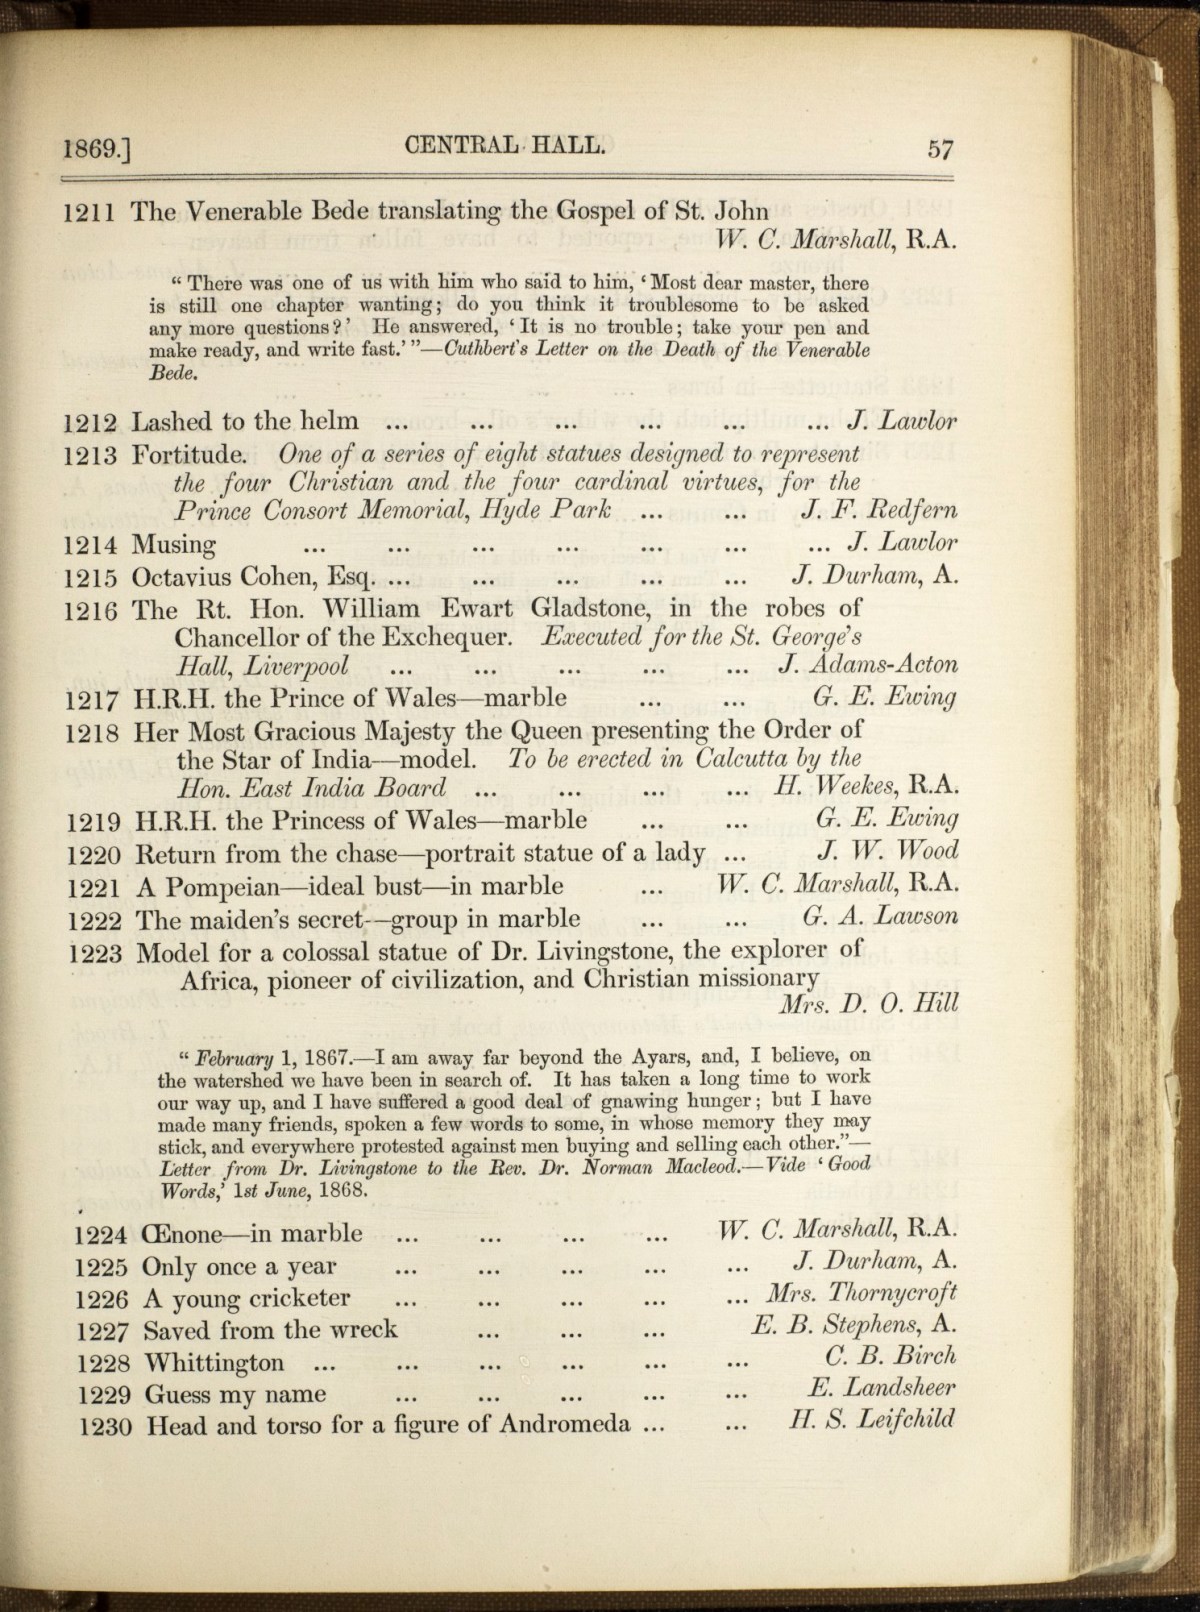 1869.] CENTRAL HALL. 57
1211 The Venerable Bede translating the Gospel of St. John
W. C. Marshall, R.A.
“ There was one of us with him who said to him, ‘ Most dear master, there
is still one chapter wanting; do you think it troublesome to be asked
any more questions?’ He answered, ‘ It is no trouble; take your pen and
make ready, and write fast.’ ”—Cuthbert's Letter on the Death of the Venerable
Bede.
1212 Lashed to the helm ... ... ... ... ... ... J. Lawlor
1213 Fortitude. One of a series of eight statues designed to represent
the four Christian and the four cardinal virtues, for the
Prince Consort Memorial, Hyde Park ... ... J. F. Redfern
1214 Musing ... ... ... ... ... ... ... J. Lawlor
1215 Octavius Cohen, Esq. ... ... ... ... ... J. Durham, A.
1216 The Rt. Hon. William Ewart Gladstone, in the robes of
Chancellor of the Exchequer. Executed for the St. George's
Hall, Liverpool ... ... ... ... ... J. Adams-Acton
1217 H.R.H. the Prince of Wales—marble ... ... G. E. Ewing
1218 Her Most Gracious Majesty the Queen presenting the Order of
the Star of India—model. To be erected in Calcutta by the
Hon. East India Board ... ... ... ... H. Weekes, R.A.
1219 H.R.H. the Princess of Wales—marble ... ... G. E. Ewing
1220 Return from the chase—portrait statue of a lady ... J. W. Wood
1221 A Pompeian—ideal bust—in marble ... W. C. Marshall, R.A.
1222 The maiden's secret—group in marble ... ... G. A. Lawson
1223 Model for a colossal statue of Dr. Livingstone, the explorer of
Africa, pioneer of civilization, and Christian missionary
Mrs. D. O. Hill
“ February 1, 1867.—I am away far beyond the Ayars, and, I believe, on
the watershed we have been in search of. It has taken a long time to work
our way up, and I have suffered a good deal of gnawing hunger; but I have
made many friends, spoken a few words to some, in whose memory they may
stick, and everywhere protested against men buying and selling each other.”—
Letter from Dr. Livingstone to the Rev. Dr. Norman Macleod.—Vide ‘ Good
Words,’ 1st June, 1868.
1224 Œnone—in marble ... ... ... ... W. C. Marshall, R.A.
1225 Only once a year ... ... ... ... ... J. Durham, A.
1226 A young cricketer ... ... ... ... ... Mrs. Thornycroft
1227 Saved from the wreck ... ... ... E. B. Stephens, A.
1228 Whittington ... ... ... ... ... ... C. B. Birch
1229 Guess my name ... ... ... ... ... E. Landsheer
1230 Head and torso for a figure of Andromeda ... ... H. S. Leifchild